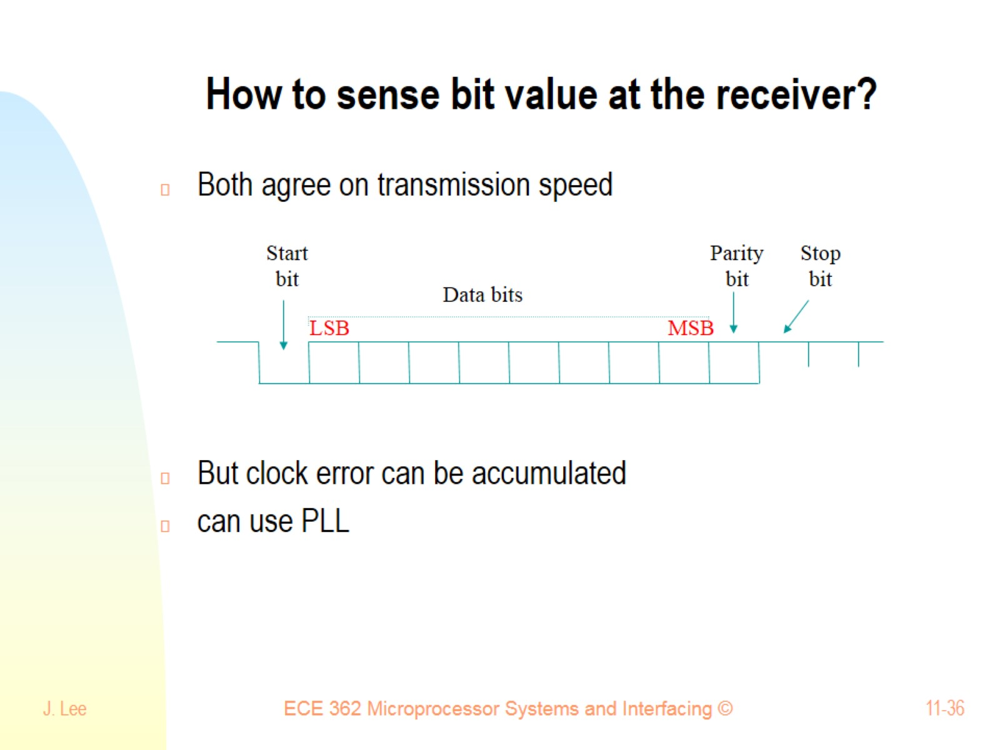 How to sense bit value at the receiver?
Both agree on transmission speed
Start
bit
Data bits
Parity
bit
Stop
bit
LSB
MSB
But clock error can be accumulated
can use PLL
J. Lee
ECE 362 Microprocessor Systems and Interfacing ©
11-36